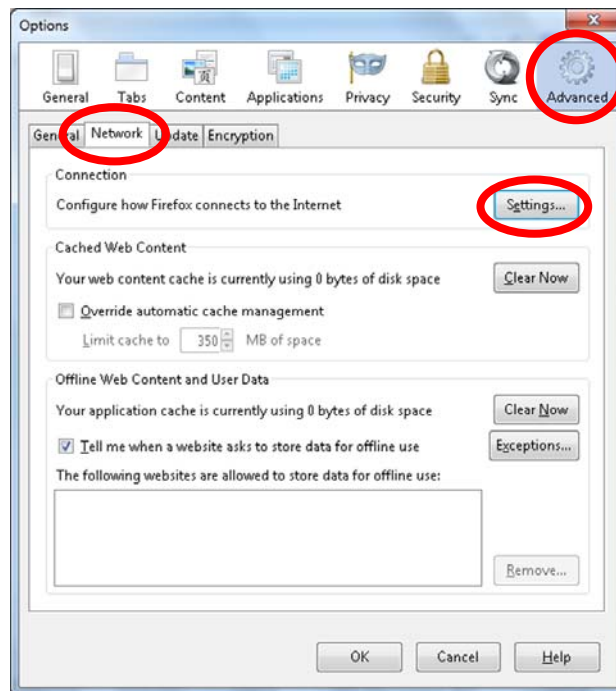 Options
General Tabs Content Applications Privacy Security Sync Advanced
General Network Update Encryption
Connection
Configure how Firefox connects to the Internet Settings...
Cached Web Content
Your web content cache is currently using 0 bytes of disk space Clear Now
Override automatic cache management
Limit cache to 350 MB of space
Offline Web Content and User Data
Your application cache is currently using 0 bytes of disk space Clear Now
Tell me when a website asks to store data for offline use Exceptions...
The following websites are allowed to store data for offline use:
Remove...
OK Cancel Help